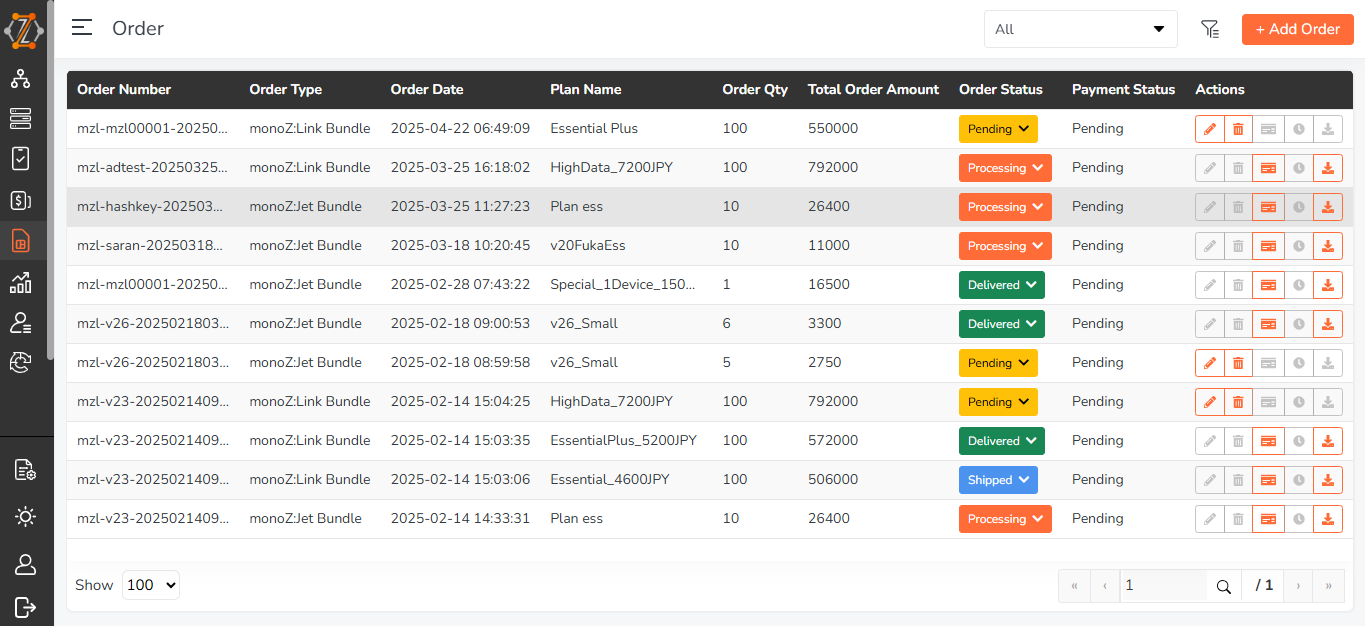 Order
All
+ Add Order
Order Number Order Type Order Date Plan Name Order Qty Total Order Amount Order Status Payment Status Actions
mzl-mzl00001-20250... monoZ:Link Bundle 2025-04-22 06:49:09 Essential Plus 100 550000 Pending Pending
mzl-adtest-20250325... monoZ:Link Bundle 2025-03-25 16:18:02 HighData_7200JPY 100 792000 Processing Pending
mzl-hashkey-202503... monoZ:Jet Bundle 2025-03-25 11:27:23 Plan ess 10 26400 Processing Pending
mzl-saran-20250318... monoZ:Jet Bundle 2025-03-18 10:20:45 v20FukaEss 10 11000 Processing Pending
mzl-mzl00001-20250... monoZ:Jet Bundle 2025-02-28 07:43:22 Special_1Device_150... 1 16500 Delivered Pending
mzl-v26-2025021803... monoZ:Jet Bundle 2025-02-18 09:00:53 v26_Small 6 3300 Delivered Pending
mzl-v26-2025021803... monoZ:Jet Bundle 2025-02-18 08:59:58 v26_Small 5 2750 Pending Pending
mzl-v23-2025021409... monoZ:Link Bundle 2025-02-14 15:04:25 HighData_7200JPY 100 792000 Pending Pending
mzl-v23-2025021409... monoZ:Link Bundle 2025-02-14 15:03:35 EssentialPlus_5200JPY 100 572000 Delivered Pending
mzl-v23-2025021409... monoZ:Link Bundle 2025-02-14 15:03:06 Essential_4600JPY 100 506000 Shipped Pending
mzl-v23-2025021409... monoZ:Jet Bundle 2025-02-14 14:33:31 Plan ess 10 26400 Processing Pending
Show 100
« ‹ 1 / 1 › »